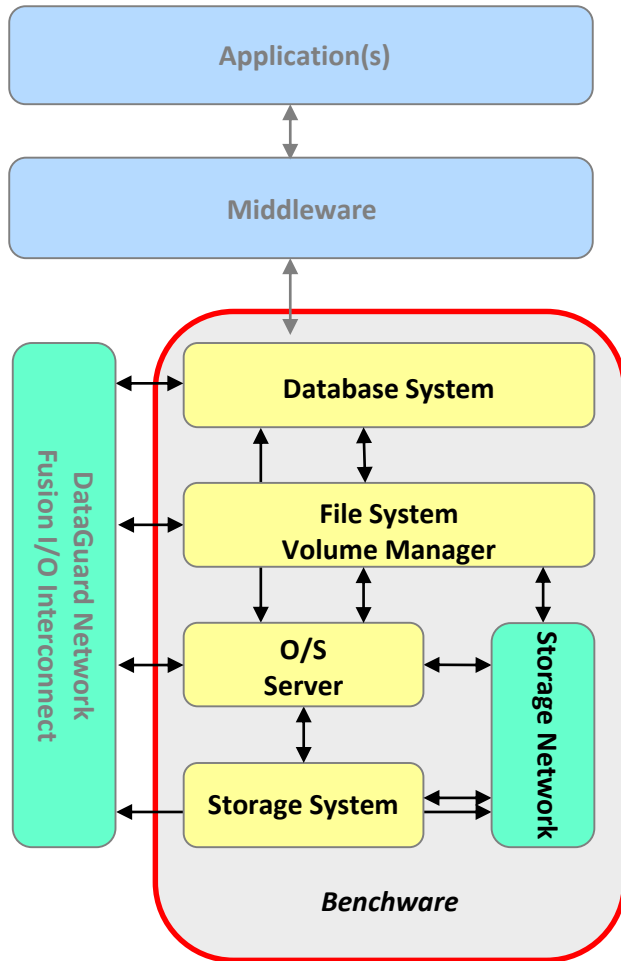 Application(s)
Middleware
Database System
DataGuard Network
Fusion I/O Interconnect
File System
Volume Manager
O/S
Server
Storage Network
Storage System
Benchware